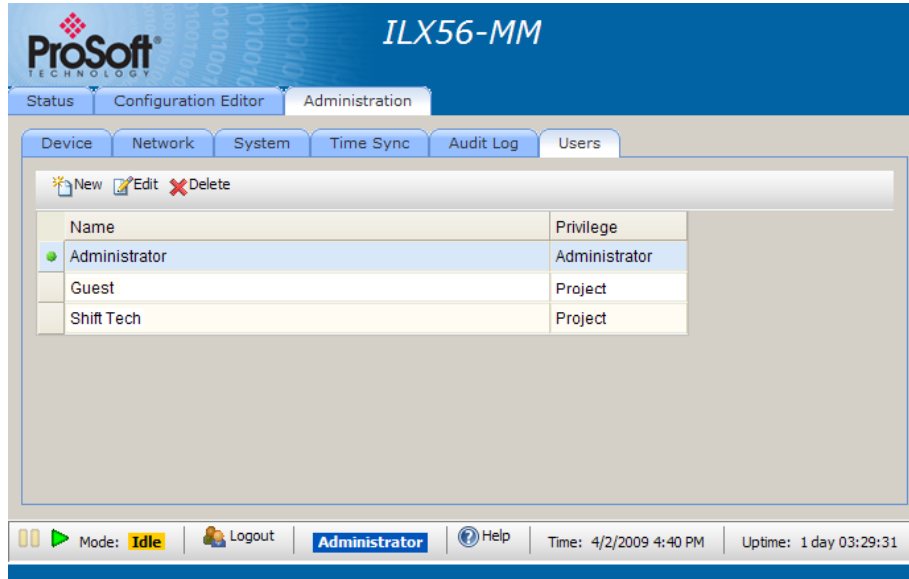 ProSoft®
TECHNOLOGY
ILX56-MM
Status Configuration Editor Administration
Device Network System Time Sync Audit Log Users
New Edit Delete
Name Privilege
Administrator Administrator
Guest Project
Shift Tech Project
Mode: Idle Logout Administrator Help Time: 4/2/2009 4:40 PM Uptime: 1 day 03:29:31